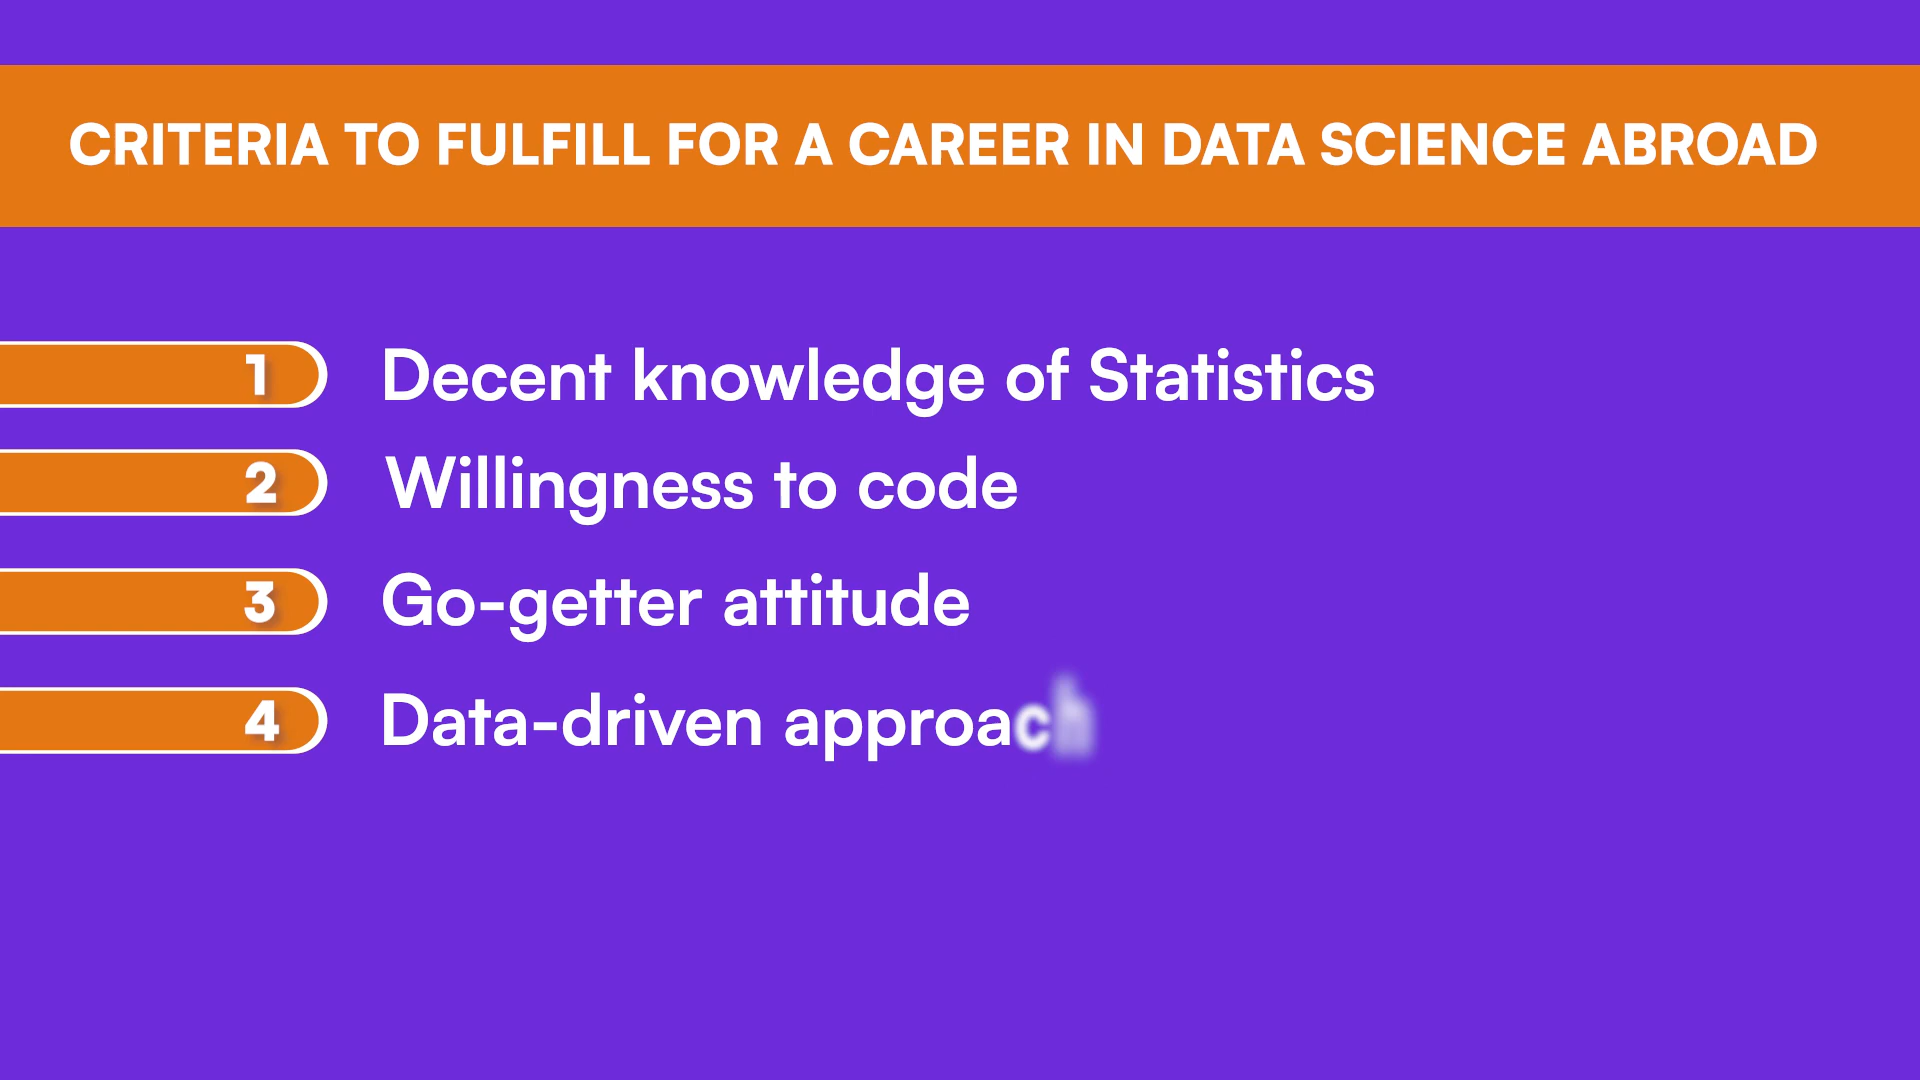 CRITERIA TO FULFILL FOR A CAREER IN DATA SCIENCE ABROAD
1 Decent knowledge of Statistics
2 Willingness to code
3 Go-getter attitude
4 Data-driven approach